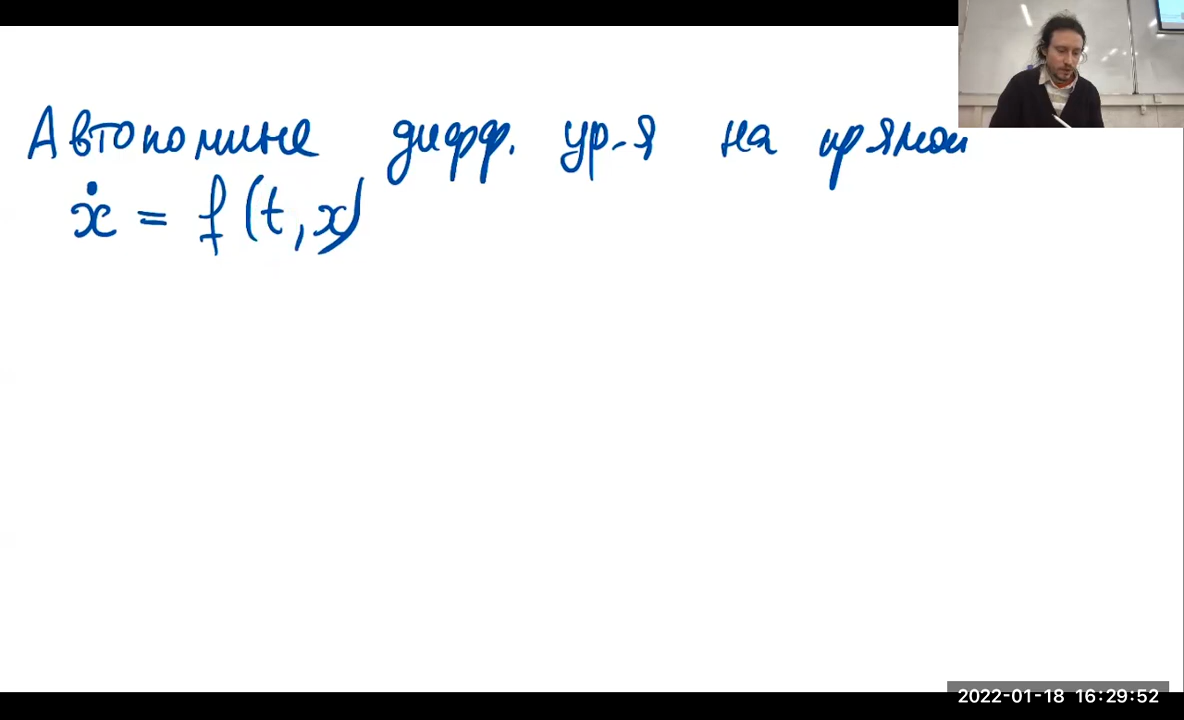 Автономные дифф. ур-я на прямой
ẋ = f(t,x)
2022-01-18 16:29:52